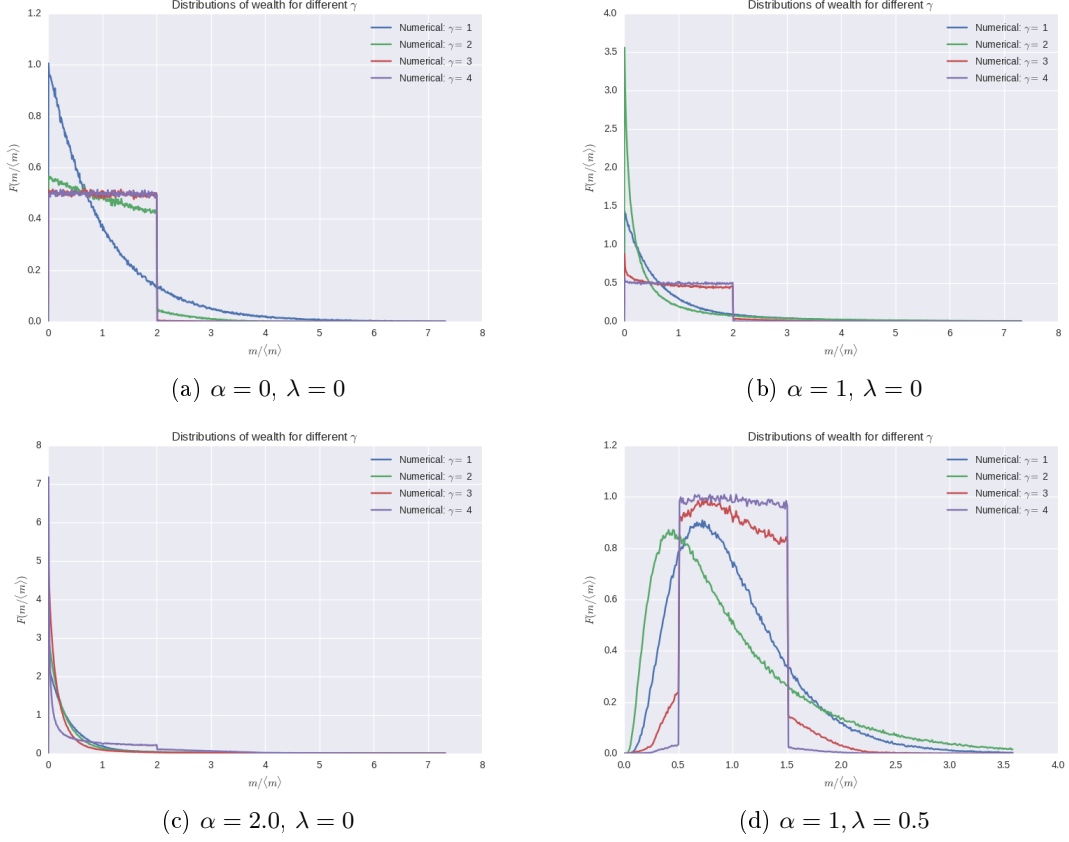 Distributions of wealth for different γ
1.2
1.0
0.8
0.6
0.4
0.2
0.0
F(m/⟨m⟩)
0 1 2 3 4 5 6 7 8
m/⟨m⟩
Numerical: γ= 1
Numerical: γ= 2
Numerical: γ= 3
Numerical: γ= 4
(a) α = 0, λ = 0
Distributions of wealth for different γ
4.0
3.5
3.0
2.5
2.0
1.5
1.0
0.5
0.0
F(m/⟨m⟩)
0 1 2 3 4 5 6 7 8
m/⟨m⟩
Numerical: γ= 1
Numerical: γ= 2
Numerical: γ= 3
Numerical: γ= 4
(b) α = 1, λ = 0
Distributions of wealth for different γ
8
7
6
5
4
3
2
1
0
F(m/⟨m⟩)
0 1 2 3 4 5 6 7 8
m/⟨m⟩
Numerical: γ= 1
Numerical: γ= 2
Numerical: γ= 3
Numerical: γ= 4
(c) α = 2.0, λ = 0
Distributions of wealth for different γ
1.2
1.0
0.8
0.6
0.4
0.2
0.0
F(m/⟨m⟩)
0.0 0.5 1.0 1.5 2.0 2.5 3.0 3.5 4.0
m/⟨m⟩
Numerical: γ= 1
Numerical: γ= 2
Numerical: γ= 3
Numerical: γ= 4
(d) α = 1, λ = 0.5